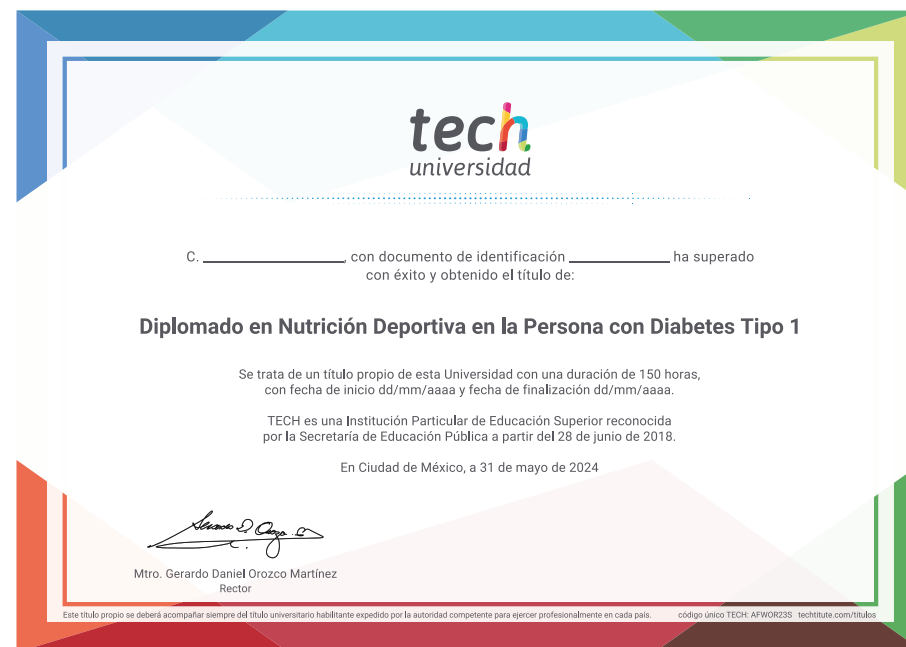 tech
universidad
C. ____________________, con documento de identificación ______________ ha superado
con éxito y obtenido el título de:
Diplomado en Nutrición Deportiva en la Persona con Diabetes Tipo 1
Se trata de un título propio de esta Universidad con una duración de 150 horas,
con fecha de inicio dd/mm/aaaa y fecha de finalización dd/mm/aaaa.
TECH es una Institución Particular de Educación Superior reconocida
por la Secretaría de Educación Pública a partir del 28 de junio de 2018.
En Ciudad de México, a 31 de mayo de 2024
Mtro. Gerardo Daniel Orozco Martínez
Rector
Este título propio se deberá acompañar siempre del título universitario habilitante expedido por la autoridad competente para ejercer profesionalmente en cada país. código único TECH: AFWOR23S techtitute.com/titulos